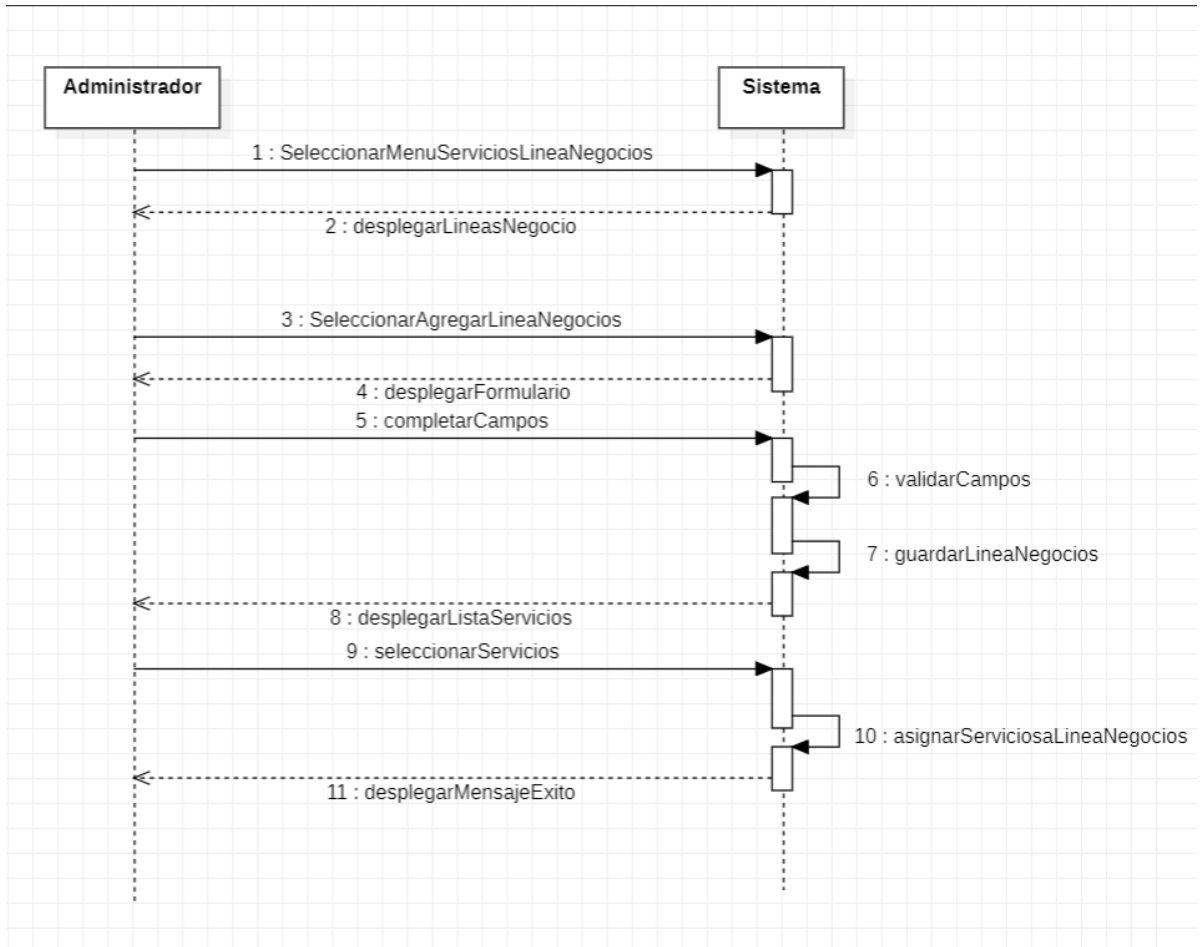 Administrador
Sistema
1 : SeleccionarMenuServiciosLineaNegocios
2 : desplegarLineasNegocio
3 : SeleccionarAgregarLineaNegocios
4 : desplegarFormulario
5 : completarCampos
6 : validarCampos
7 : guardarLineaNegocios
8 : desplegarListaServicios
9 : seleccionarServicios
10 : asignarServiciosaLineaNegocios
11 : desplegarMensajeExito